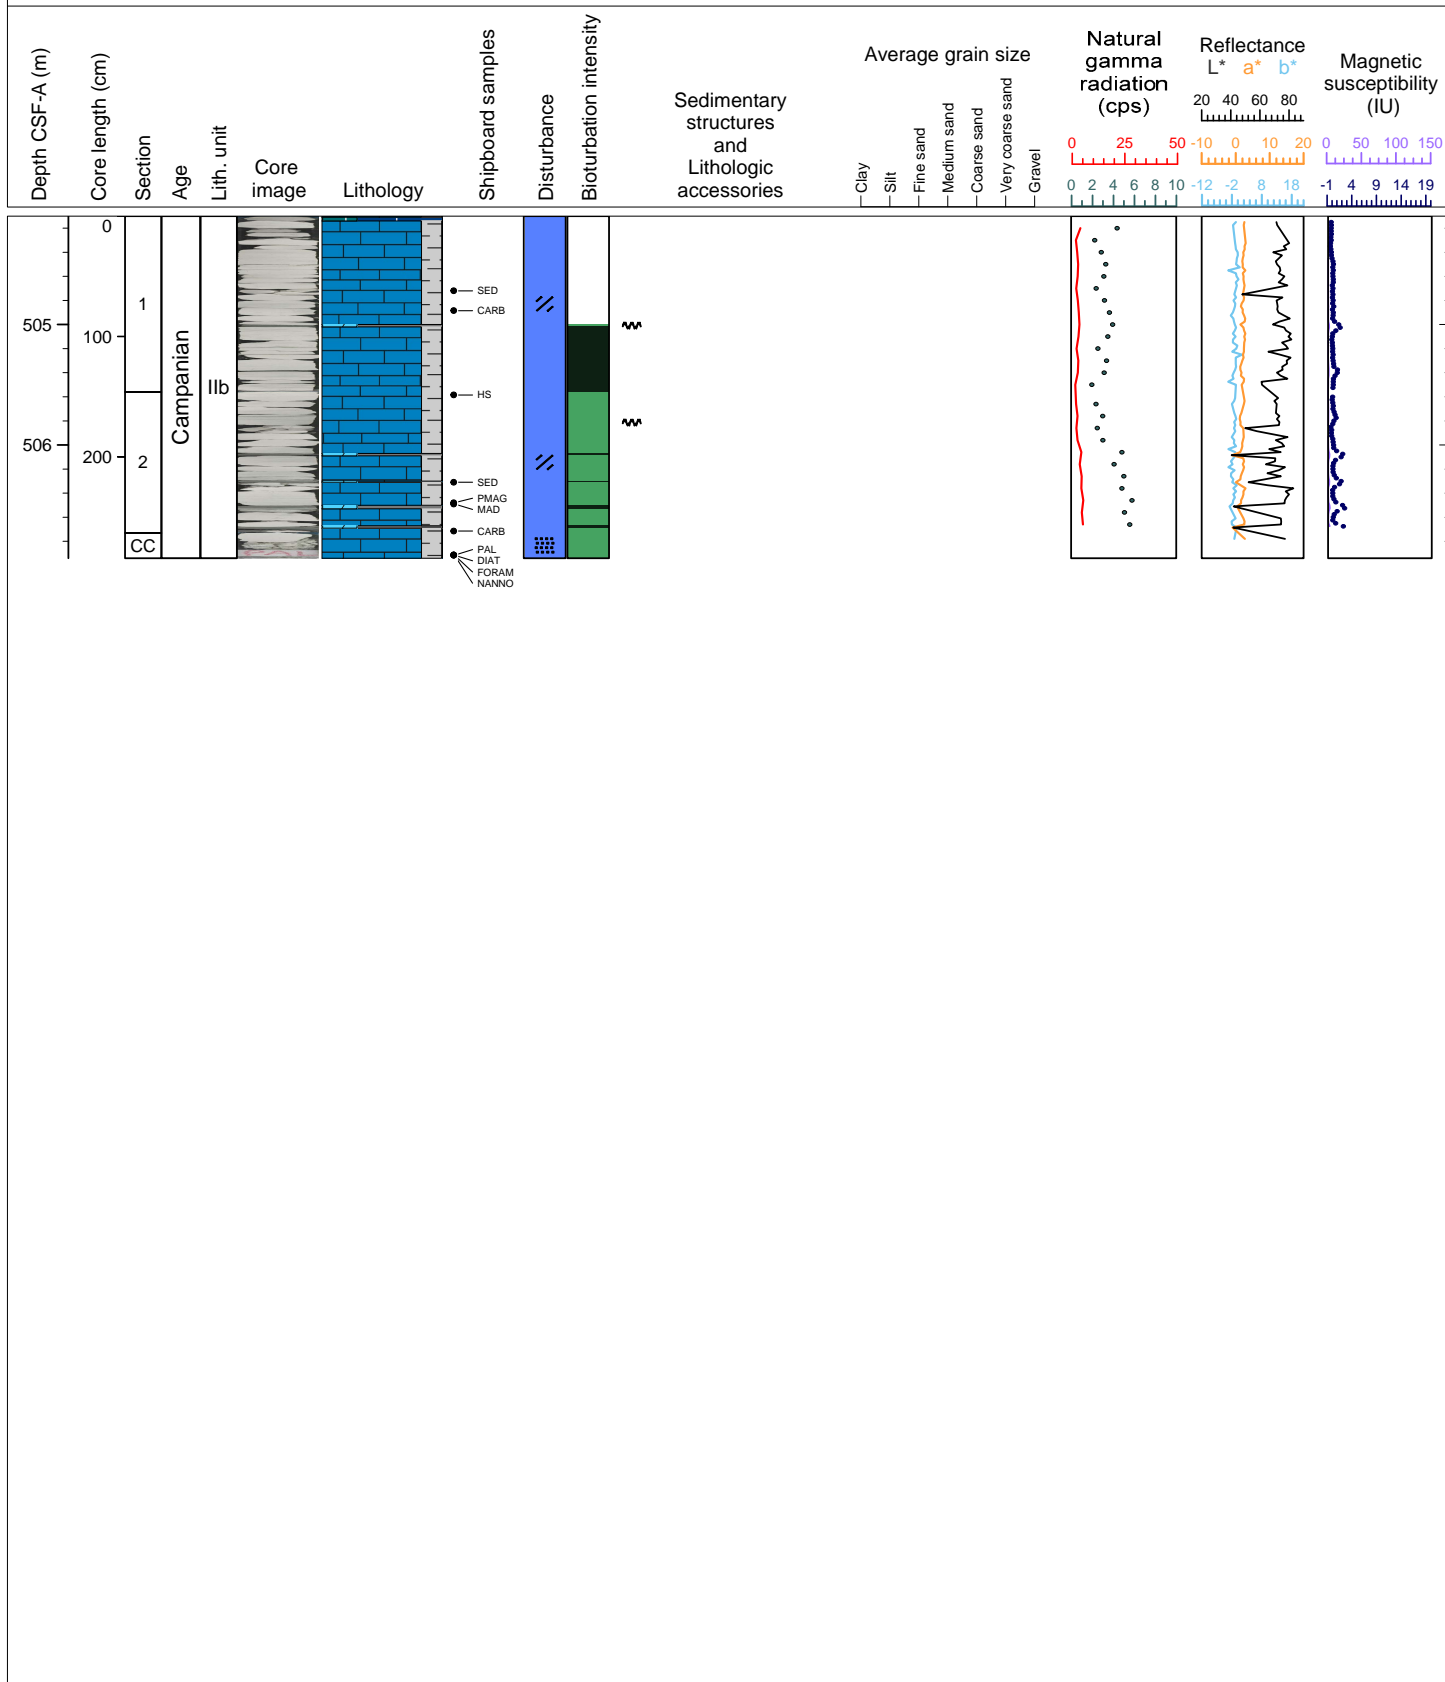 Depth CSF-A (m)
Core length (cm)
Section
Age
Lith. unit
Core
image
Lithology
Shipboard samples
Disturbance
Bioturbation intensity
Sedimentary
structures
and
Lithologic
accessories
Average grain size
Clay
Silt
Fine sand
Medium sand
Coarse sand
Very coarse sand
Gravel
Natural
gamma
radiation
(cps)
0 25 50
0 2 4 6 8 10
Reflectance
L* a* b*
20 40 60 80
-10 0 10 20
-12 -2 8 18
Magnetic
susceptibility
(IU)
0 50 100 150
-1 4 9 14 19
505
506
0
100
200
1
2
CC
Campanian
IIb
SED
CARB
HS
SED
PMAG
MAD
CARB
PAL
DIAT
FORAM
NANNO